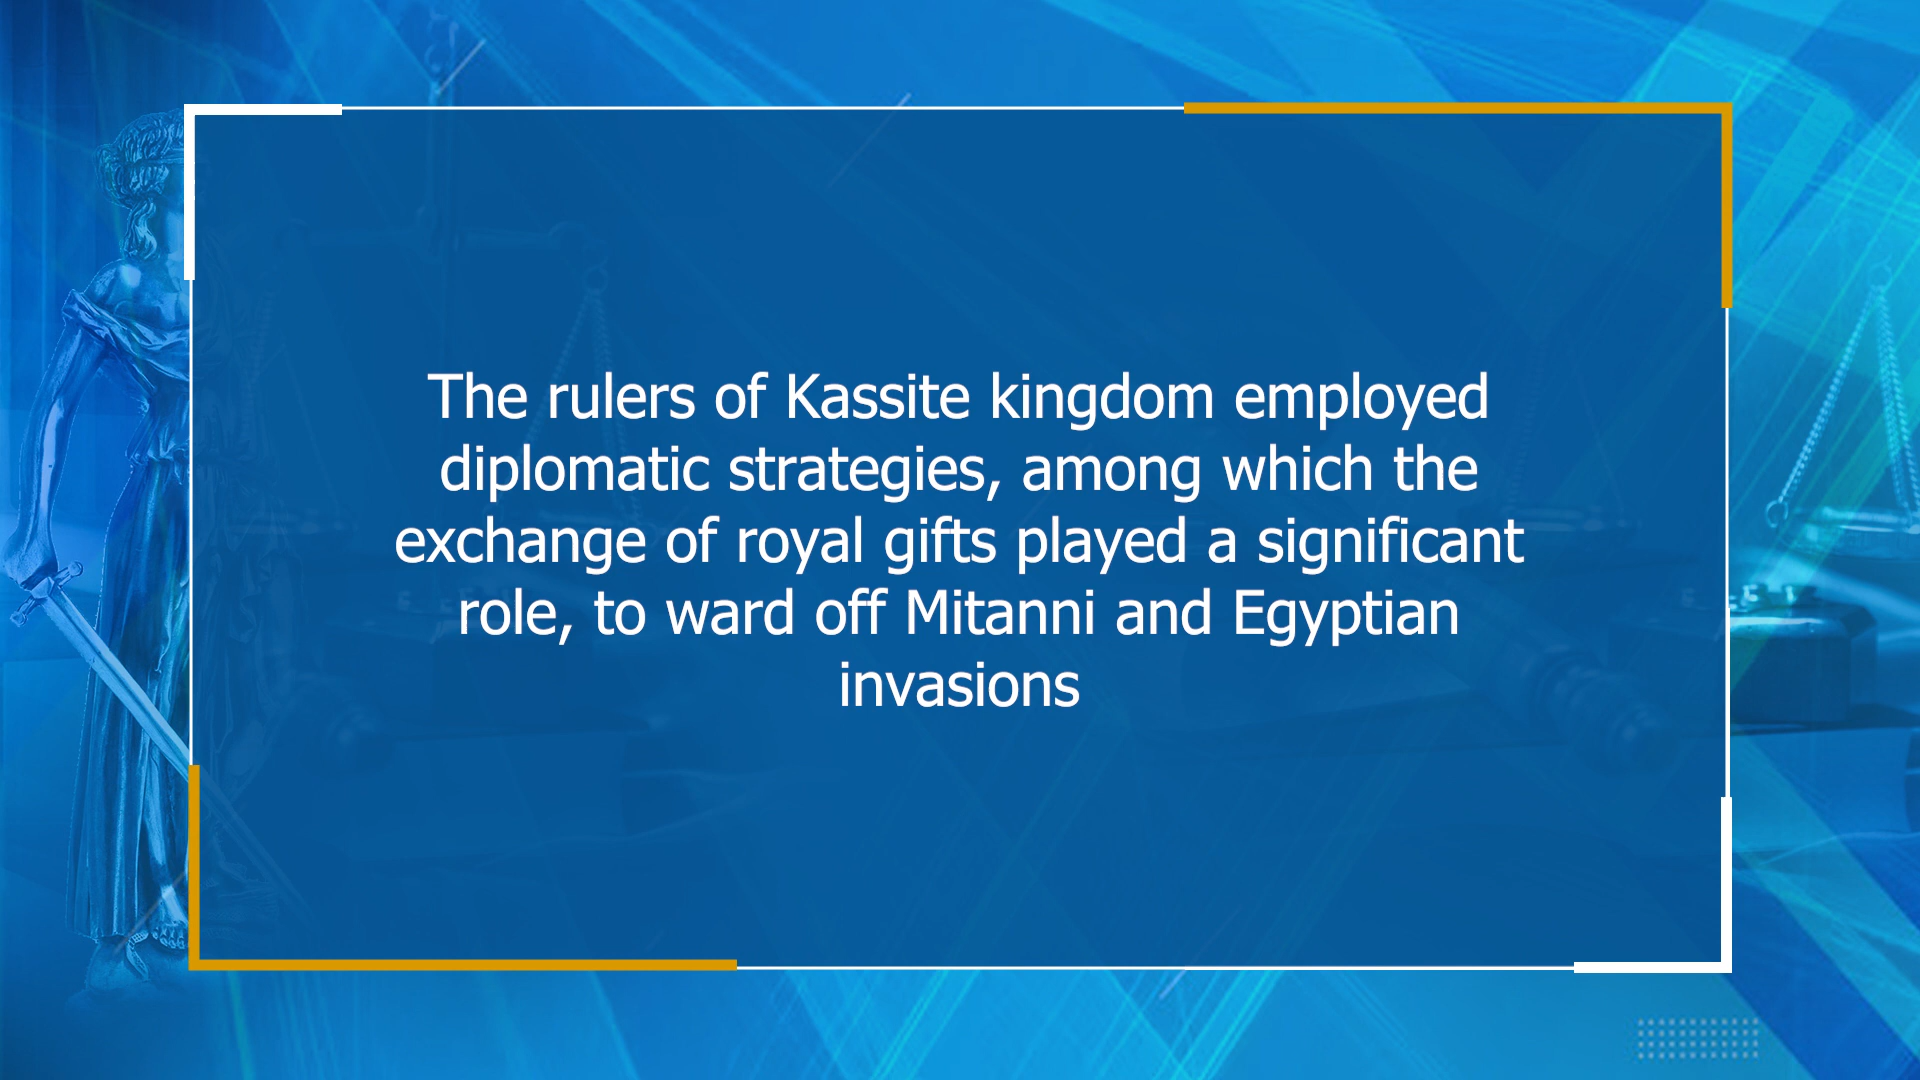 The rulers of Kassite kingdom employed
diplomatic strategies, among which the
exchange of royal gifts played a significant
role, to ward off Mitanni and Egyptian
invasions